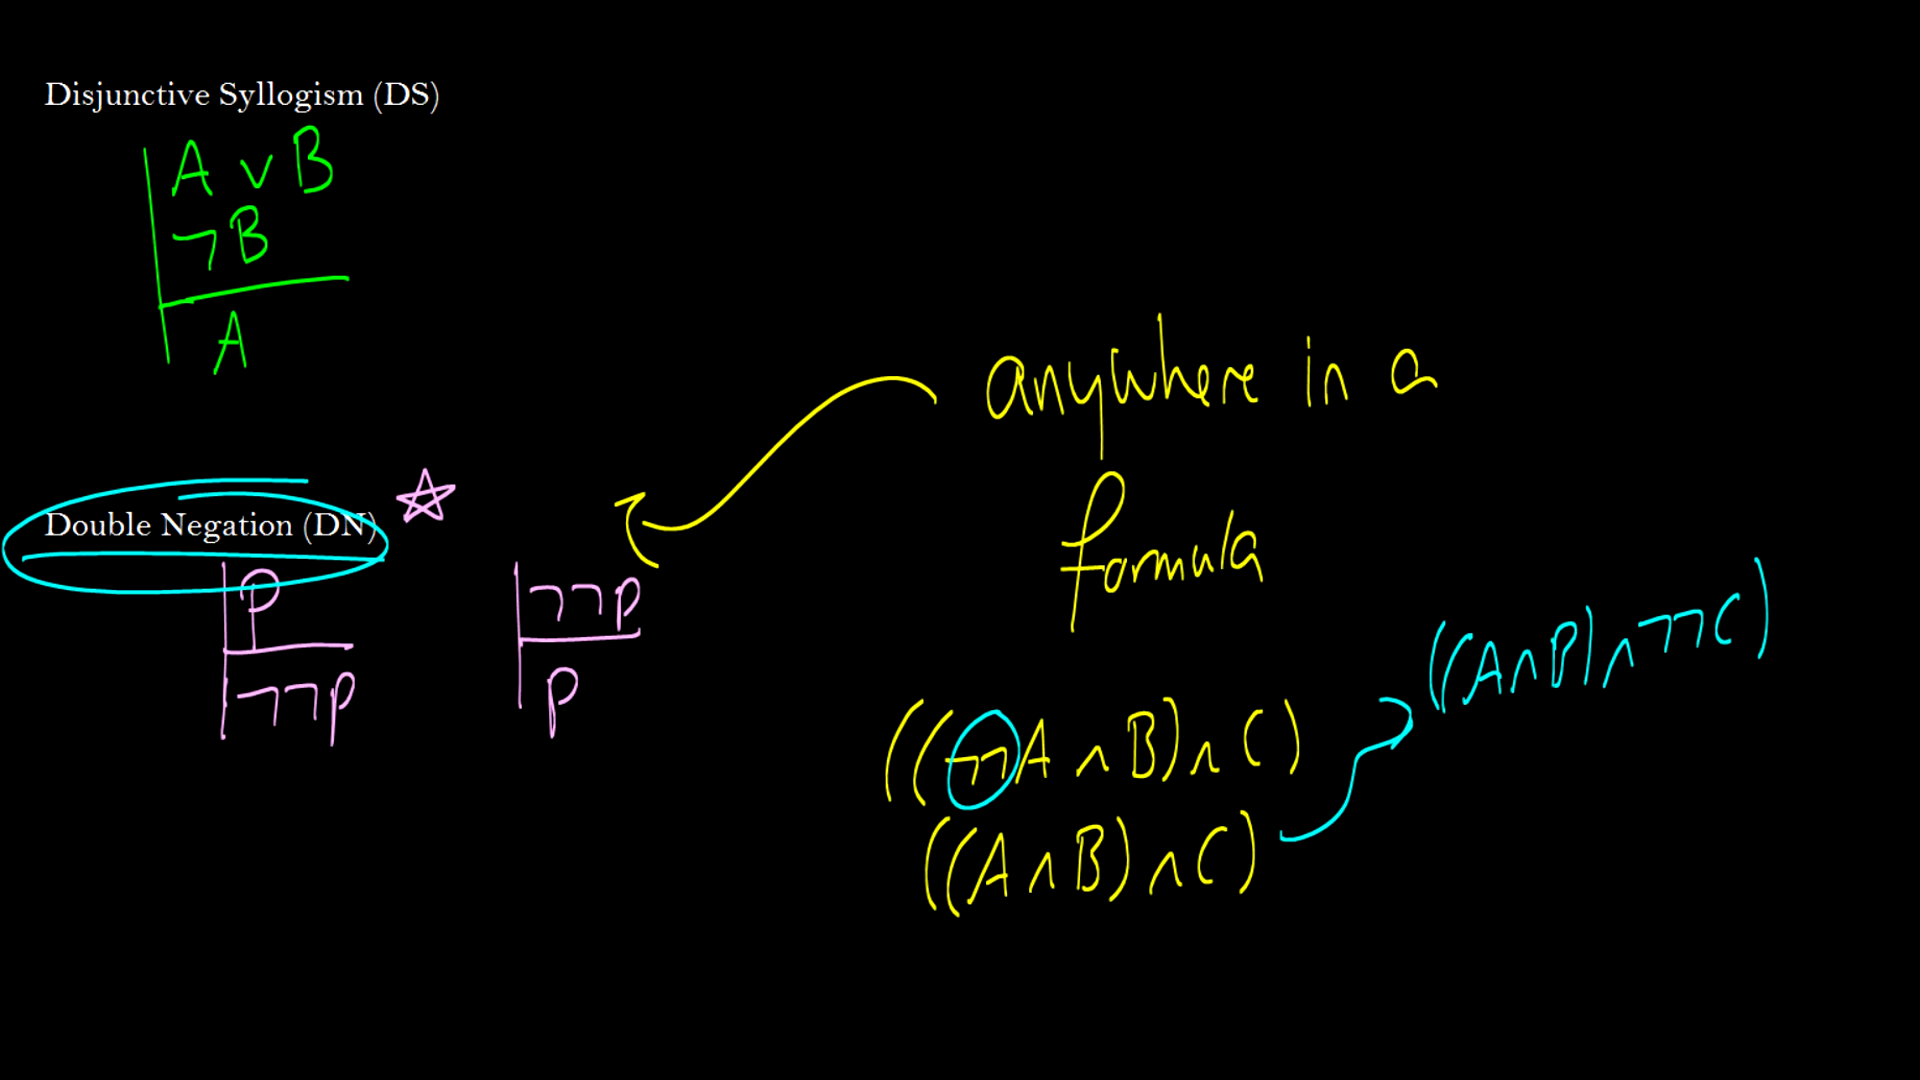 Disjunctive Syllogism (DS)
A ∨ B
¬B
A
Double Negation (DN)
P
¬¬P
¬¬P
P
anywhere in a
formula
((¬¬A ∧ B) ∧ C)
((A ∧ B) ∧ C)
((A ∧ B) ∧ ¬¬C)